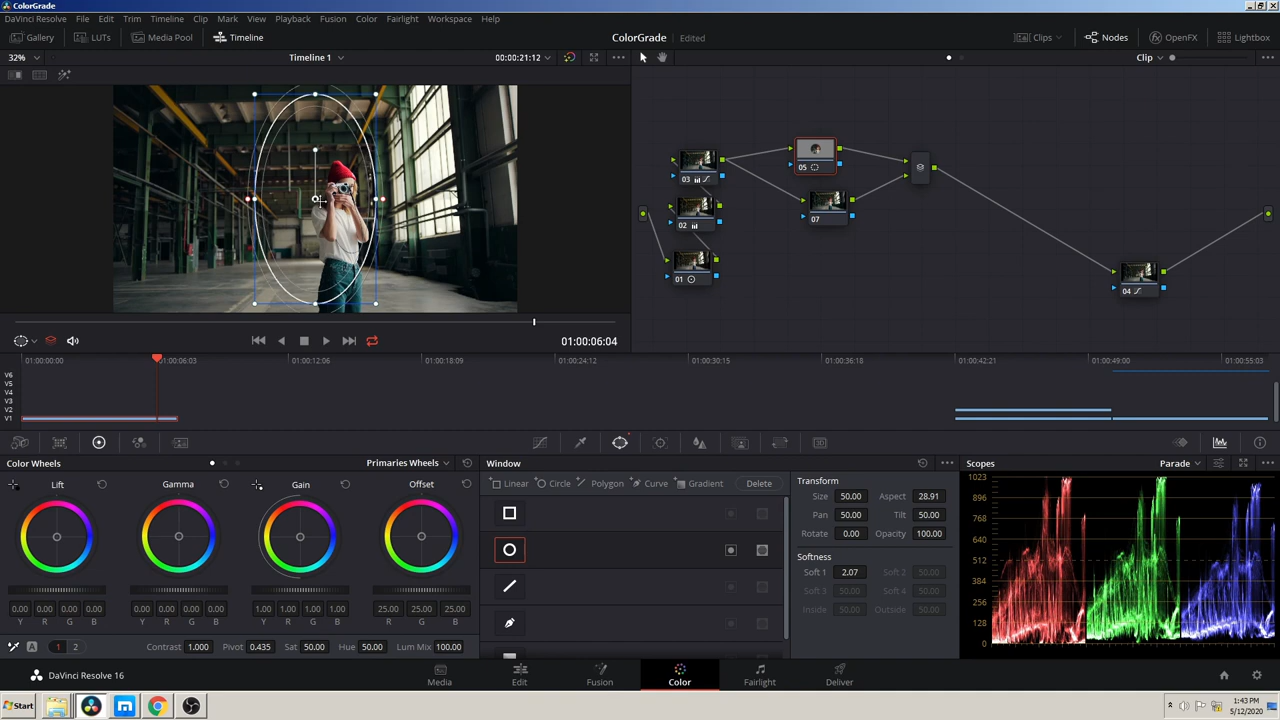 ColorGrade
DaVinci Resolve File Edit Trim Timeline Clip Mark View Playback Fusion Color Fairlight Workspace Help
Gallery LUTs Media Pool Timeline ColorGrade Edited Clips Nodes OpenFX Lightbox
32% Timeline 1 01:00:21:12 Clip
03 05
02 07
01 04
01:00:06:04
01:00:00:00 01:00:06:03 01:00:12:06 01:00:18:09 01:00:24:12 01:00:30:15 01:00:36:18 01:00:42:21 01:00:49:00 01:00:55:03
V6
V5
V4
V3
V2
V1
Color Wheels Primaries Wheels Window Scopes Parade
Lift Gamma Gain Offset
Linear Circle Polygon Curve Gradient Delete
Transform
Size 50.00 Aspect 28.91
Pan 50.00 Tilt 50.00
Rotate 0.00 Opacity 100.00
Softness
Soft 1 2.07 Soft 2 50.00
Soft 3 50.00 Soft 4 50.00
Inside 50.00 Outside 50.00
1023
896
768
640
512
384
256
128
0
0.00 0.00 0.00 0.00 0.00 0.00 0.00 0.00 1.00 1.00 1.00 1.00 25.00 25.00 25.00
Y R G B Y R G B Y R G B R G B
A 1 2 Contrast 1.000 Pivot 0.435 Sat 50.00 Hue 50.00 Lum Mix 100.00
DaVinci Resolve 16 Media Edit Fusion Color Fairlight Deliver
Start 1:43 PM
5/12/2020